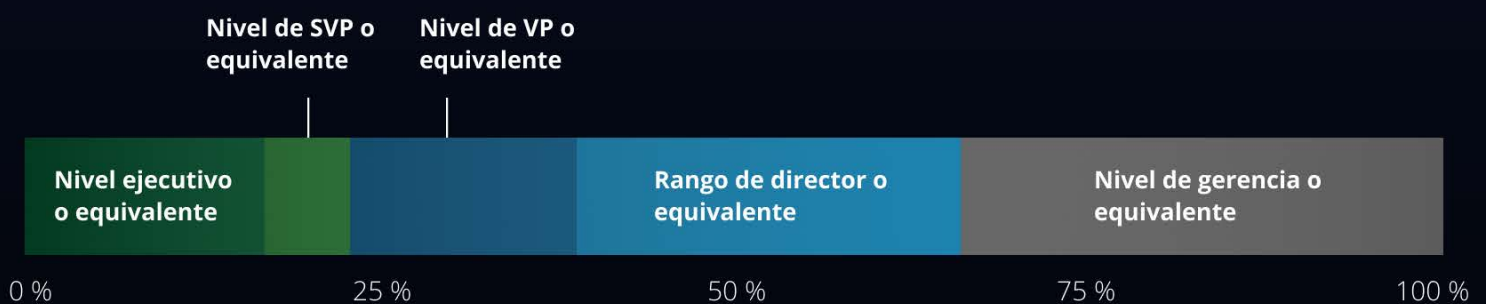 Nivel de SVP o
equivalente
Nivel de VP o
equivalente
Nivel ejecutivo
o equivalente
Rango de director o
equivalente
Nivel de gerencia o
equivalente
0 %
25 %
50 %
75 %
100 %